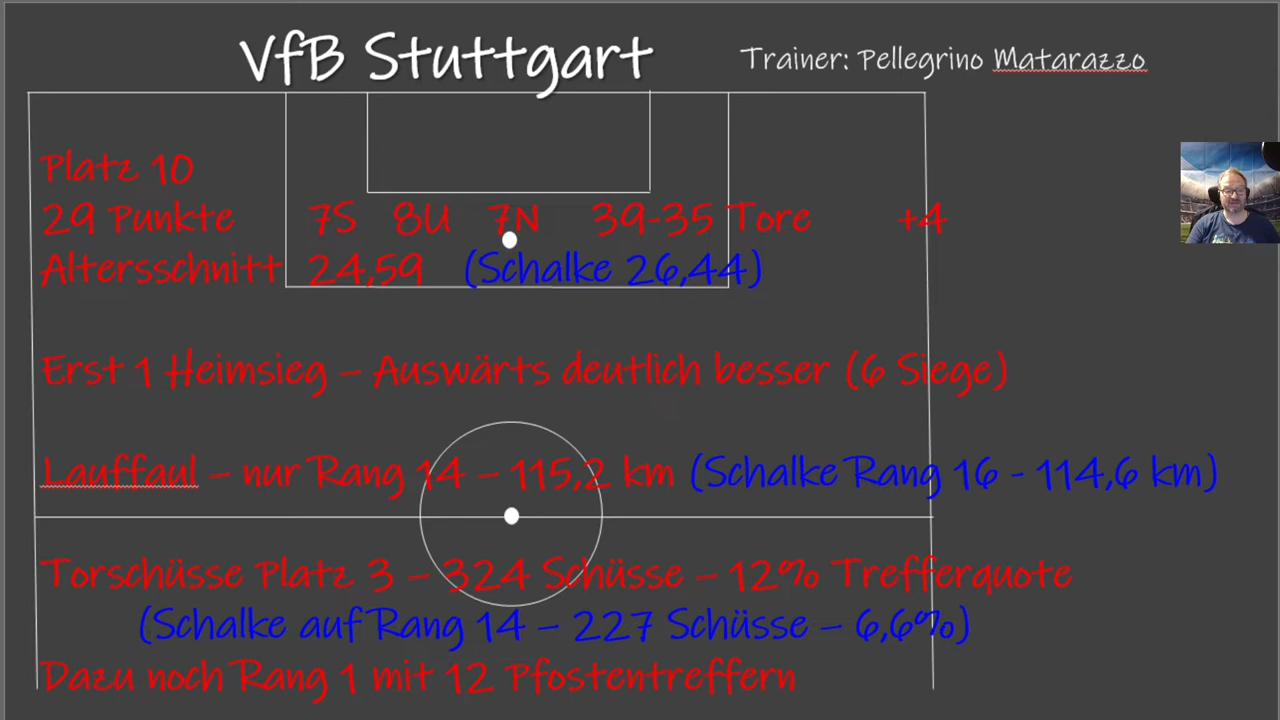 VfB Stuttgart
Trainer: Pellegrino Matarazzo
Platz 10
29 Punkte 7S 8U 7N 39-35 Tore +4
Altersschnitt 24,59 (Schalke 26,44)
Erst 1 Heimsieg – Auswärts deutlich besser (6 Siege)
Lauffaul – nur Rang 14 – 115,2 km (Schalke Rang 16 - 114,6 km)
Torschüsse Platz 3 – 324 Schüsse – 12% Trefferquote
(Schalke auf Rang 14 – 227 Schüsse – 6,6%)
Dazu noch Rang 1 mit 12 Pfostentreffern